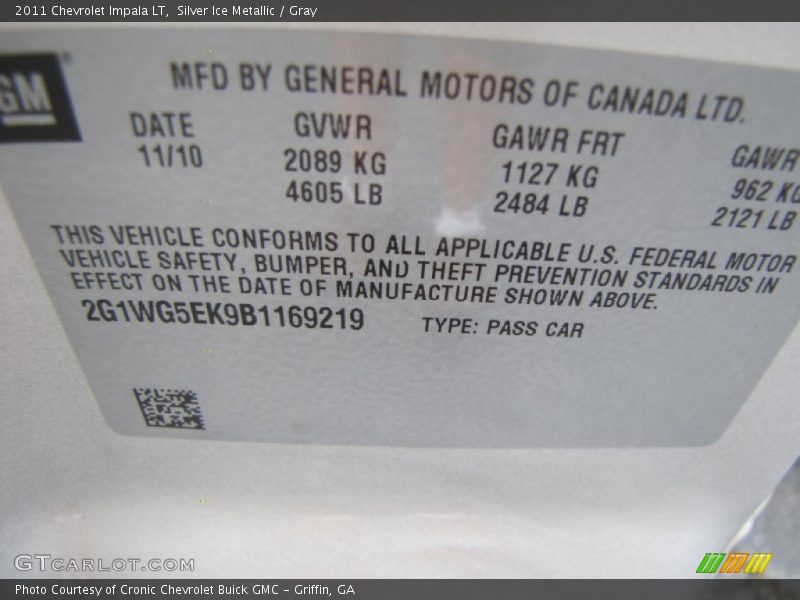 2011 Chevrolet Impala LT, Silver Ice Metallic / Gray
GM
MFD BY GENERAL MOTORS OF CANADA LTD.
DATE GVWR GAWR FRT GAWR
11/10 2089 KG 1127 KG 962 KG
4605 LB 2484 LB 2121 LB
THIS VEHICLE CONFORMS TO ALL APPLICABLE U.S. FEDERAL MOTOR
VEHICLE SAFETY, BUMPER, AND THEFT PREVENTION STANDARDS IN
EFFECT ON THE DATE OF MANUFACTURE SHOWN ABOVE.
2G1WG5EK9B1169219 TYPE: PASS CAR
GTCARLOT.COM
Photo Courtesy of Cronic Chevrolet Buick GMC - Griffin, GA